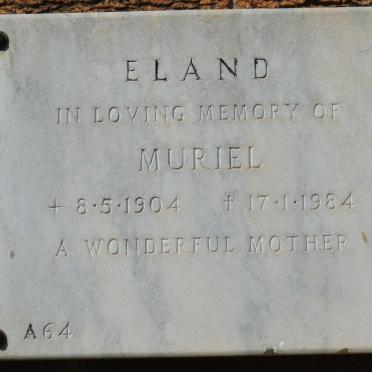 ELAND
IN LOVING MEMORY OF
MURIEL
+ 8·5·1904 † 17·1·1984
A WONDERFUL MOTHER
A64